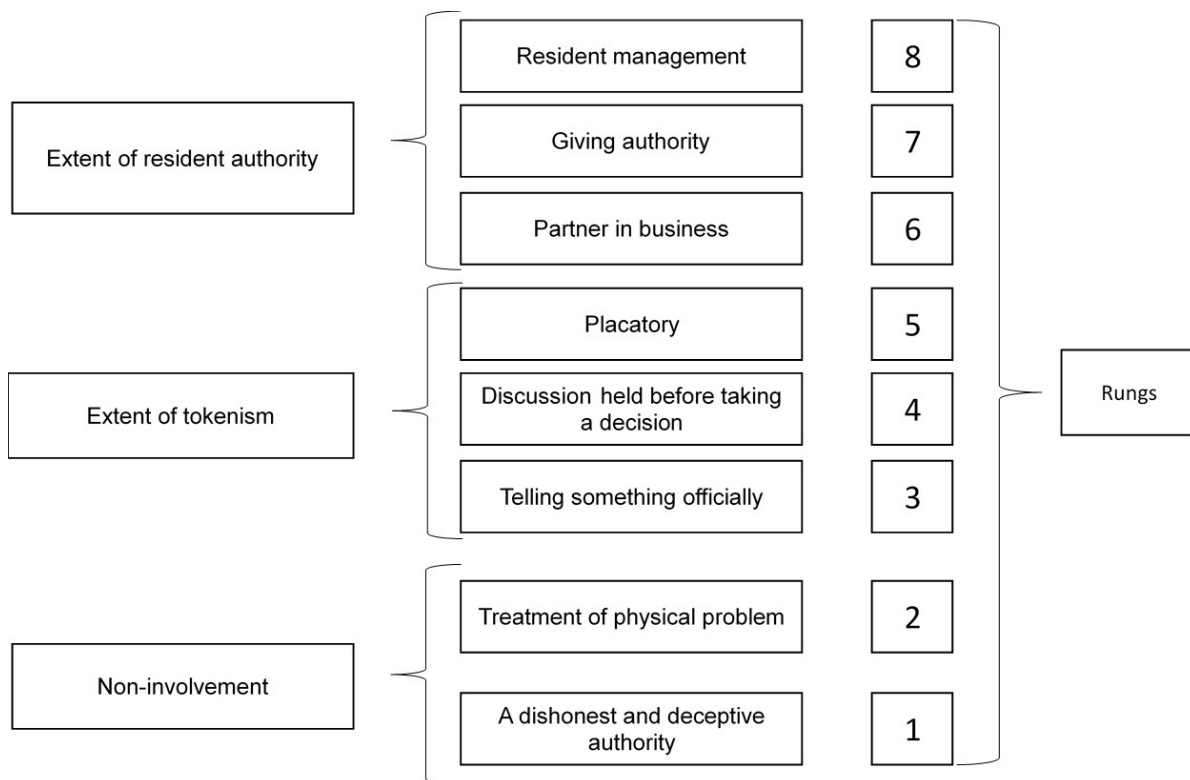 Resident management
8
Extent of resident authority
Giving authority
7
Partner in business
6
Placatory
5
Extent of tokenism
Discussion held before taking
a decision
4
Rungs
Telling something officially
3
Treatment of physical problem
2
Non-involvement
A dishonest and deceptive
authority
1